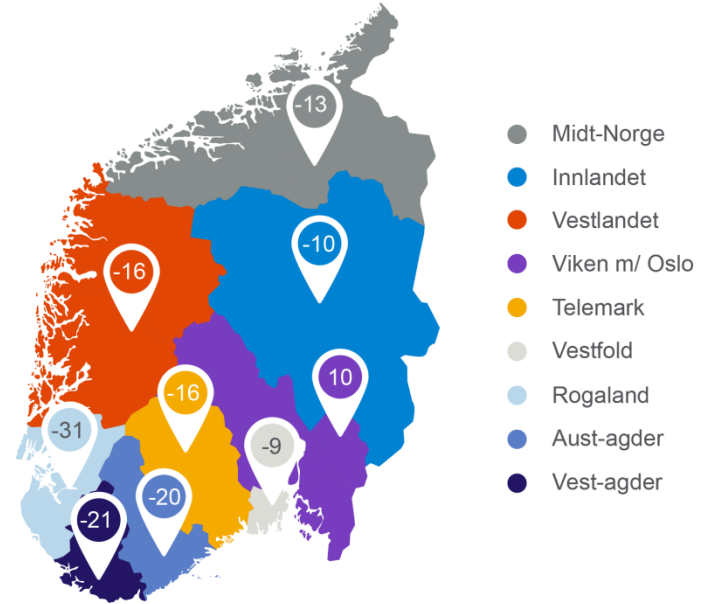 -13
-10
-16
10
-16
-31
-9
-20
-21
Midt-Norge
Innlandet
Vestlandet
Viken m/ Oslo
Telemark
Vestfold
Rogaland
Aust-agder
Vest-agder